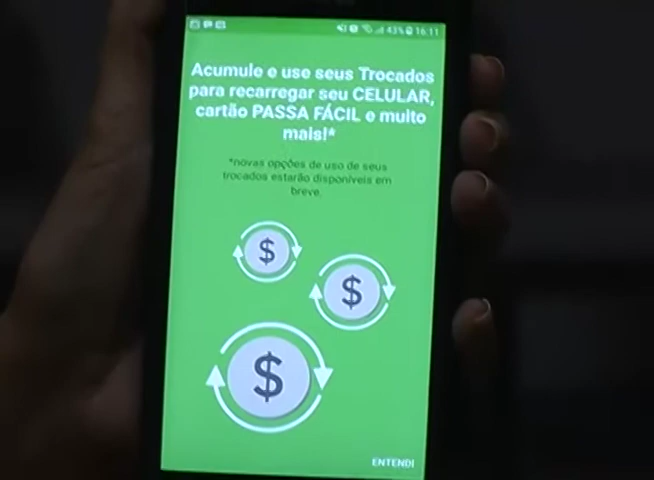 43% 16:11
Acumule e use seus Trocados
para recarregar seu CELULAR,
cartão PASSA FÁCIL e muito
mais!*
*novas opções de uso de seus
trocados estarão disponíveis em
breve.
$
$
$
ENTENDI